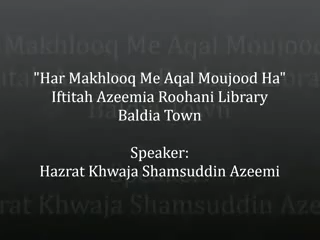 "Har Makhlooq Me Aqal Moujood Ha"
Iftitah Azeemia Roohani Library
Baldia Town
Speaker:
Hazrat Khwaja Shamsuddin Azeemi